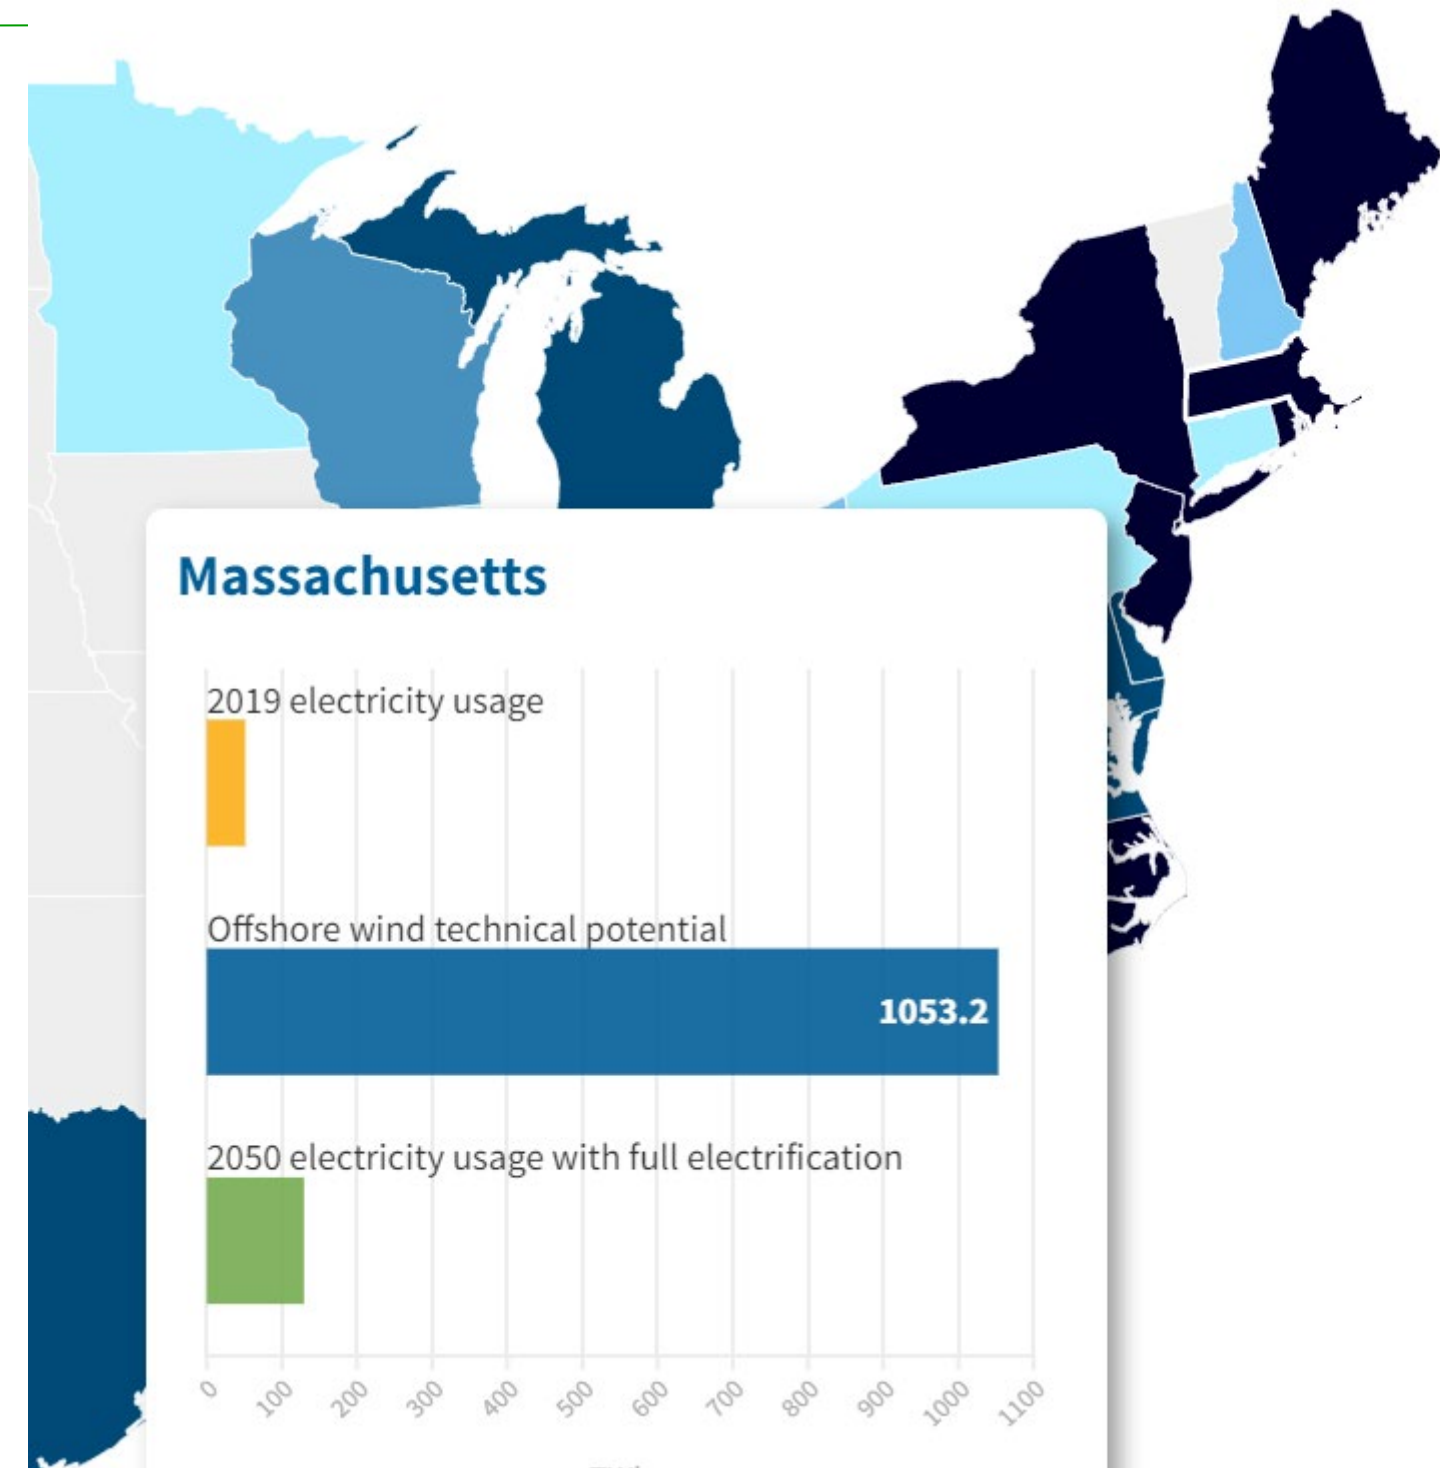 Massachusetts
2019 electricity usage
Offshore wind technical potential
1053.2
2050 electricity usage with full electrification
0 100 200 300 400 500 600 700 800 900 1000 1100